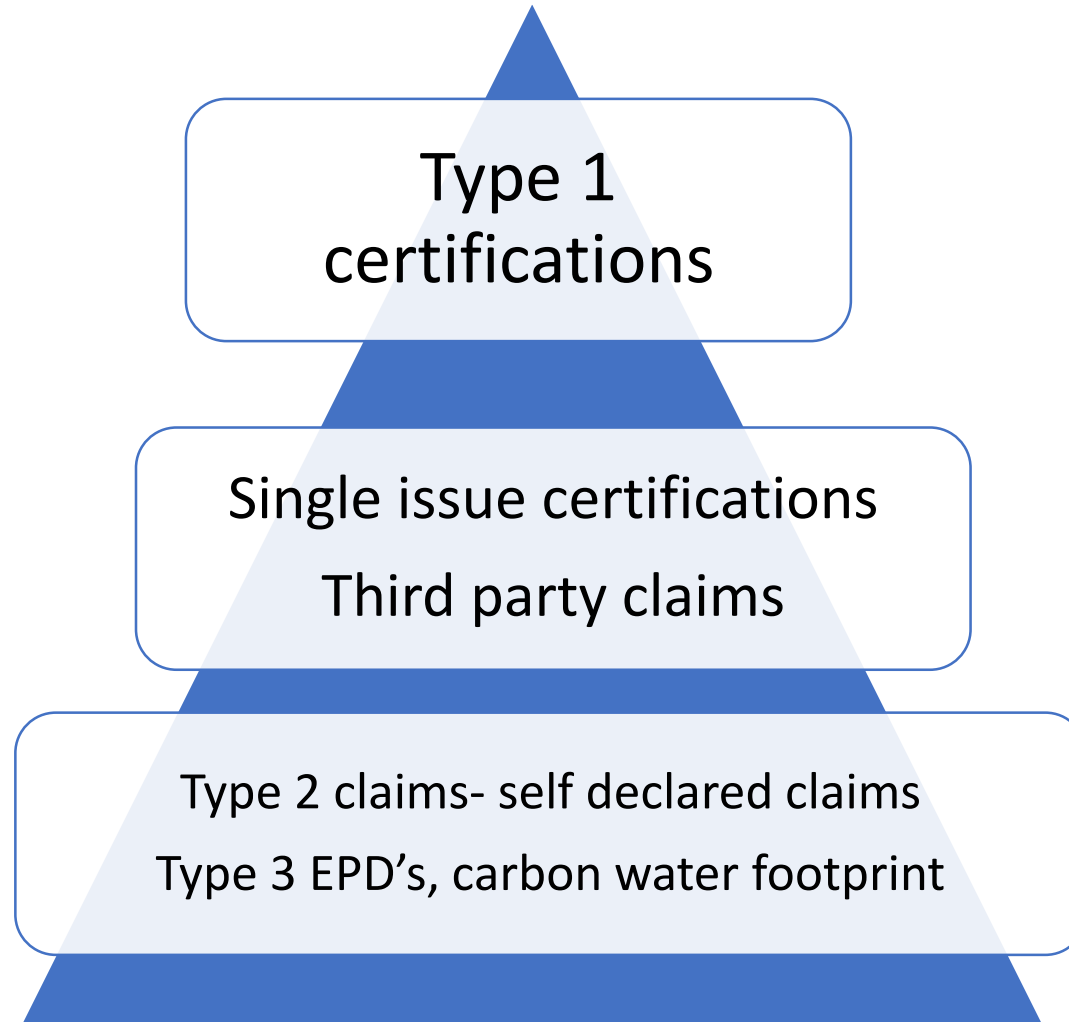 Type 1
certifications
Single issue certifications
Third party claims
Type 2 claims- self declared claims
Type 3 EPD’s, carbon water footprint